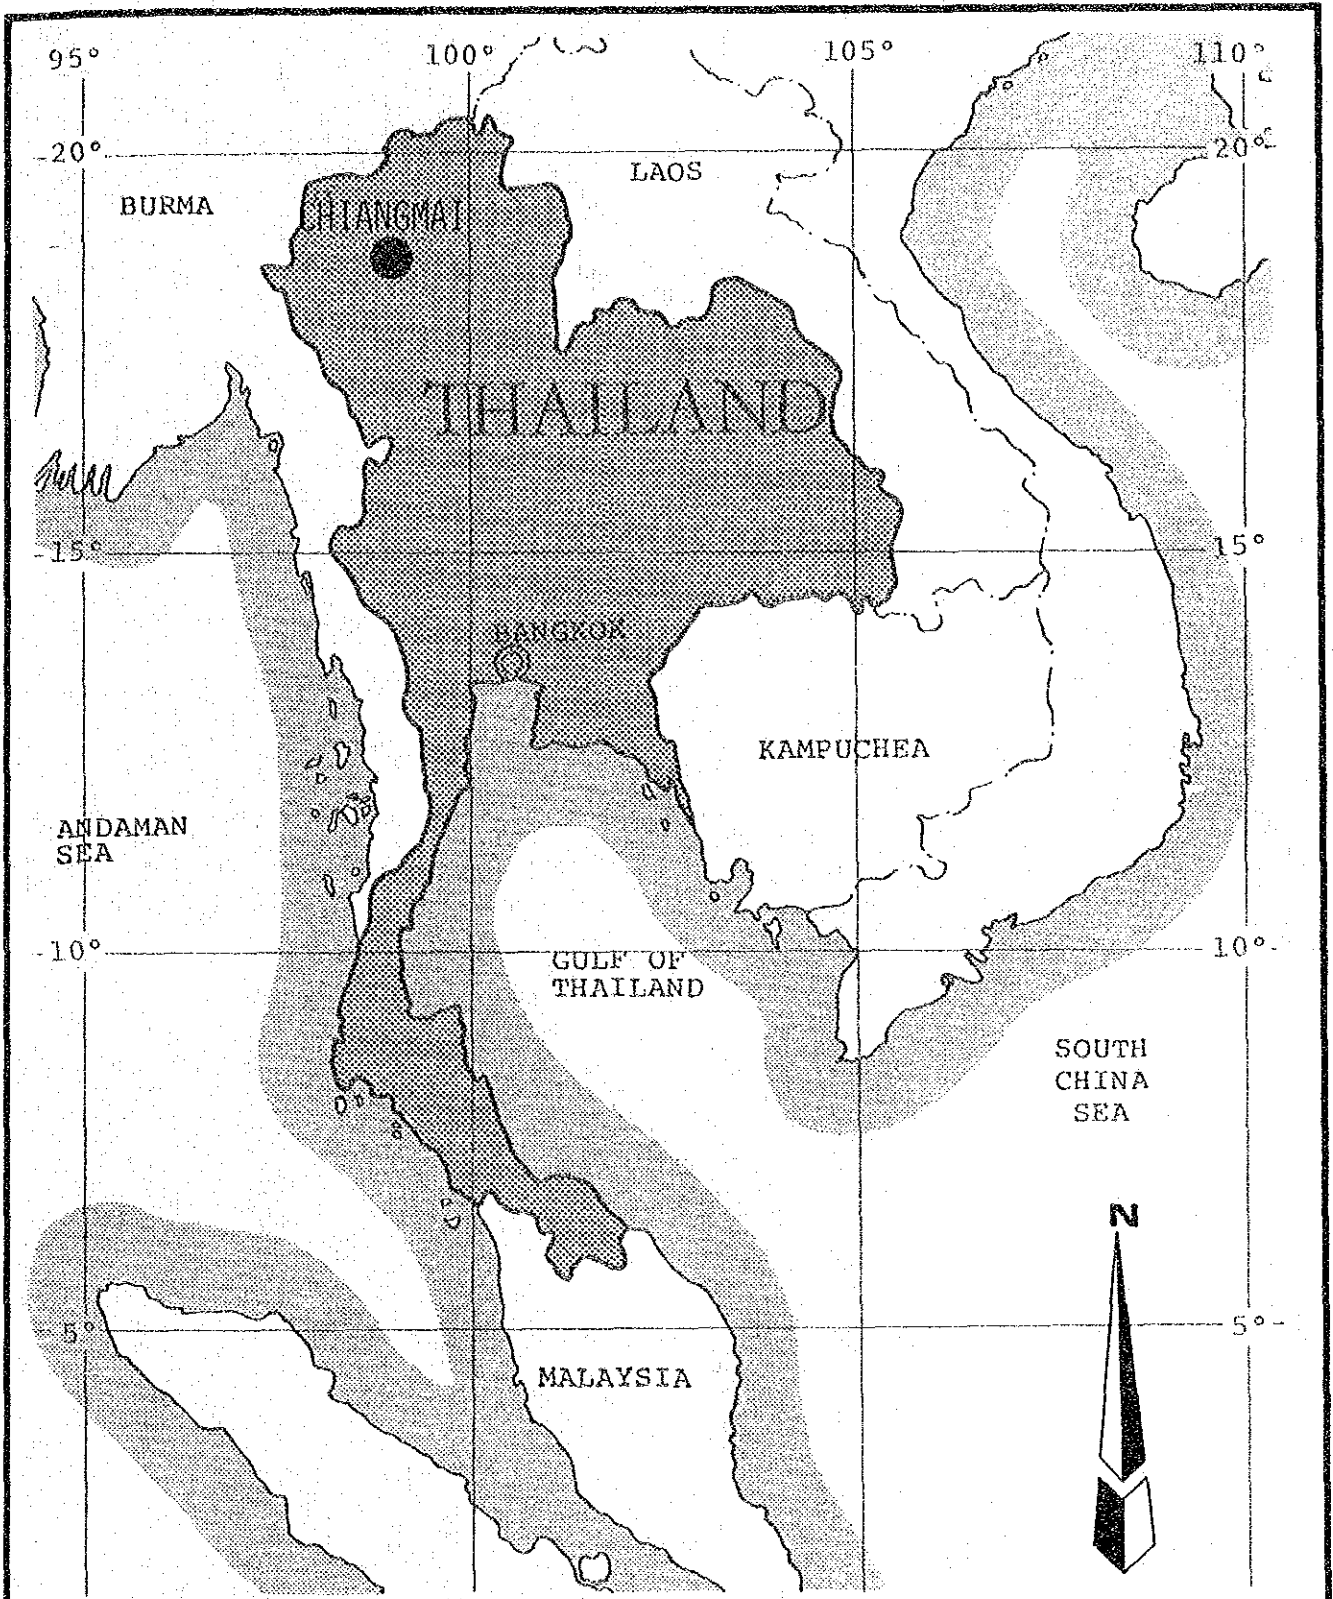 95° 100° 105° 110°
20° 20°
LAOS
BURMA
CHIANGMAI
THAILAND
15° 15°
BANGKOK
KAMPUCHEA
ANDAMAN
SEA
10° 10°
GULF OF
THAILAND
SOUTH
CHINA
SEA
N
5° 5°
MALAYSIA